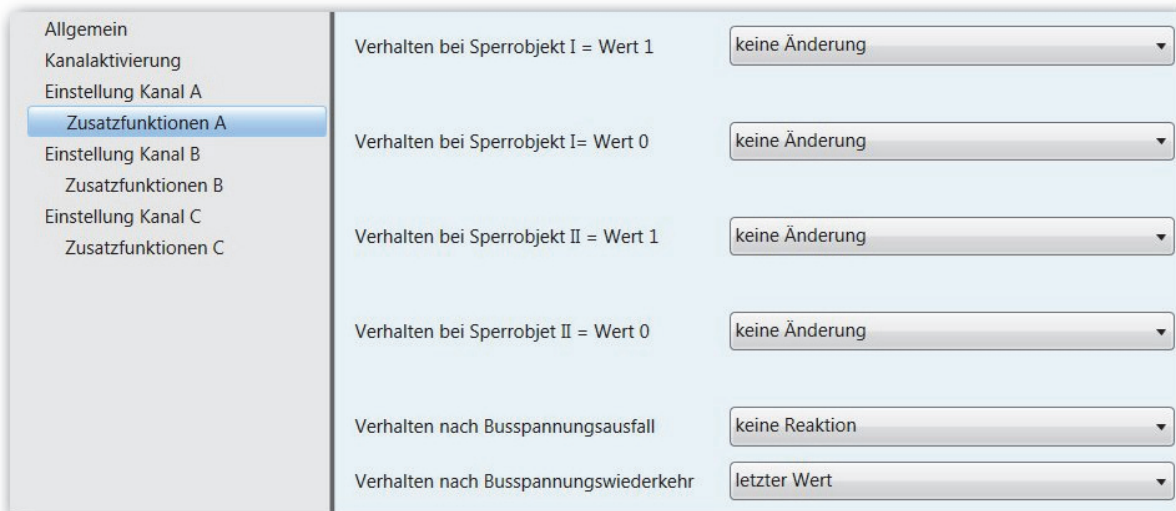 Allgemein
Kanalaktivierung
Einstellung Kanal A
Zusatzfunktionen A
Einstellung Kanal B
Zusatzfunktionen B
Einstellung Kanal C
Zusatzfunktionen C
Verhalten bei Sperrobjekt I = Wert 1 keine Änderung
Verhalten bei Sperrobjekt I= Wert 0 keine Änderung
Verhalten bei Sperrobjekt II = Wert 1 keine Änderung
Verhalten bei Sperrobjet II = Wert 0 keine Änderung
Verhalten nach Busspannungsausfall keine Reaktion
Verhalten nach Busspannungswiederkehr letzter Wert